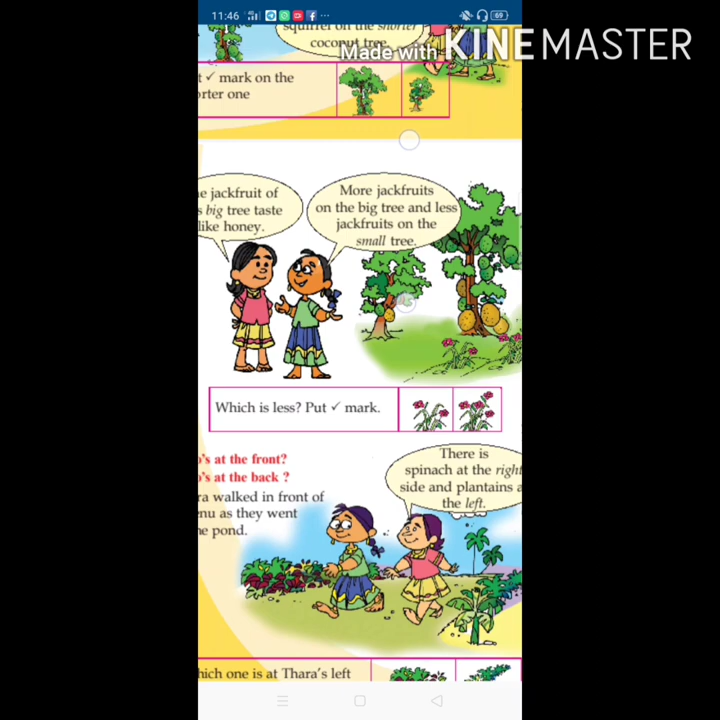 11:46
69
squirrel on the shorter
coconut tree.
Made with KINEMASTER
t ✓ mark on the
orter one
e jackfruit of
s big tree taste
like honey.
More jackfruits
on the big tree and less
jackfruits on the
small tree.
Which is less? Put ✓ mark.
o's at the front?
o's at the back ?
ra walked in front of
enu as they went
he pond.
There is
spinach at the right
side and plantains a
the left.
hich one is at Thara's left